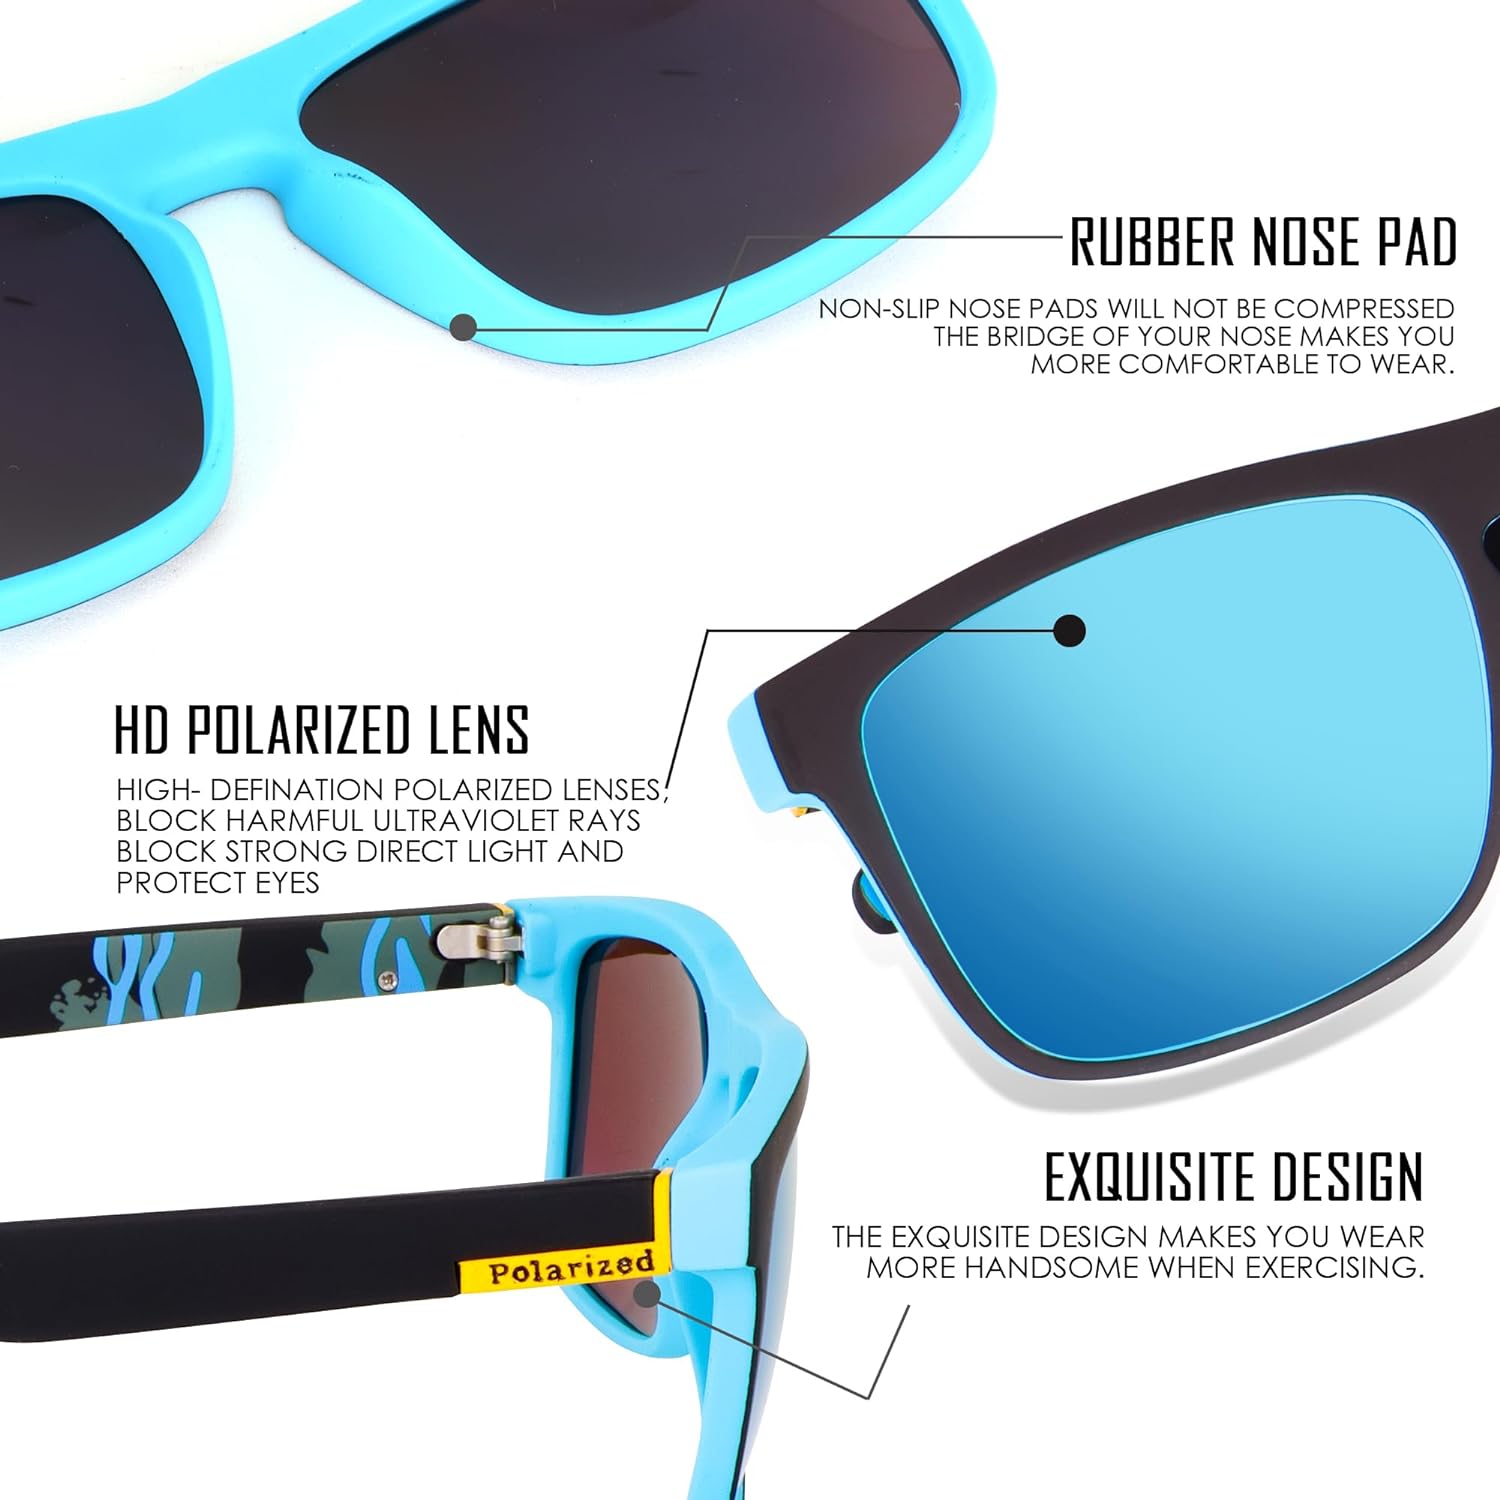 RUBBER NOSE PAD
NON-SLIP NOSE PADS WILL NOT BE COMPRESSED
THE BRIDGE OF YOUR NOSE MAKES YOU
MORE COMFORTABLE TO WEAR.
HD POLARIZED LENS
HIGH- DEFINATION POLARIZED LENSES,
BLOCK HARMFUL ULTRAVIOLET RAYS
BLOCK STRONG DIRECT LIGHT AND
PROTECT EYES
EXQUISITE DESIGN
THE EXQUISITE DESIGN MAKES YOU WEAR
MORE HANDSOME WHEN EXERCISING.
Polarized